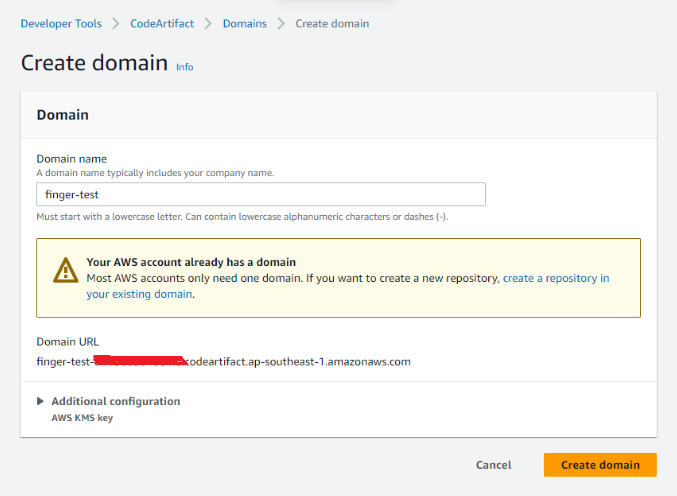 Developer Tools > CodeArtifact > Domains > Create domain
Create domain Info
Domain
Domain name
A domain name typically includes your company name.
finger-test
Must start with a lowercase letter. Can contain lowercase alphanumeric characters or dashes (-).
Your AWS account already has a domain
Most AWS accounts only need one domain. If you want to create a new repository, create a repository in
your existing domain.
Domain URL
finger-test- codeartifact.ap-southeast-1.amazonaws.com
Additional configuration
AWS KMS key
Cancel Create domain